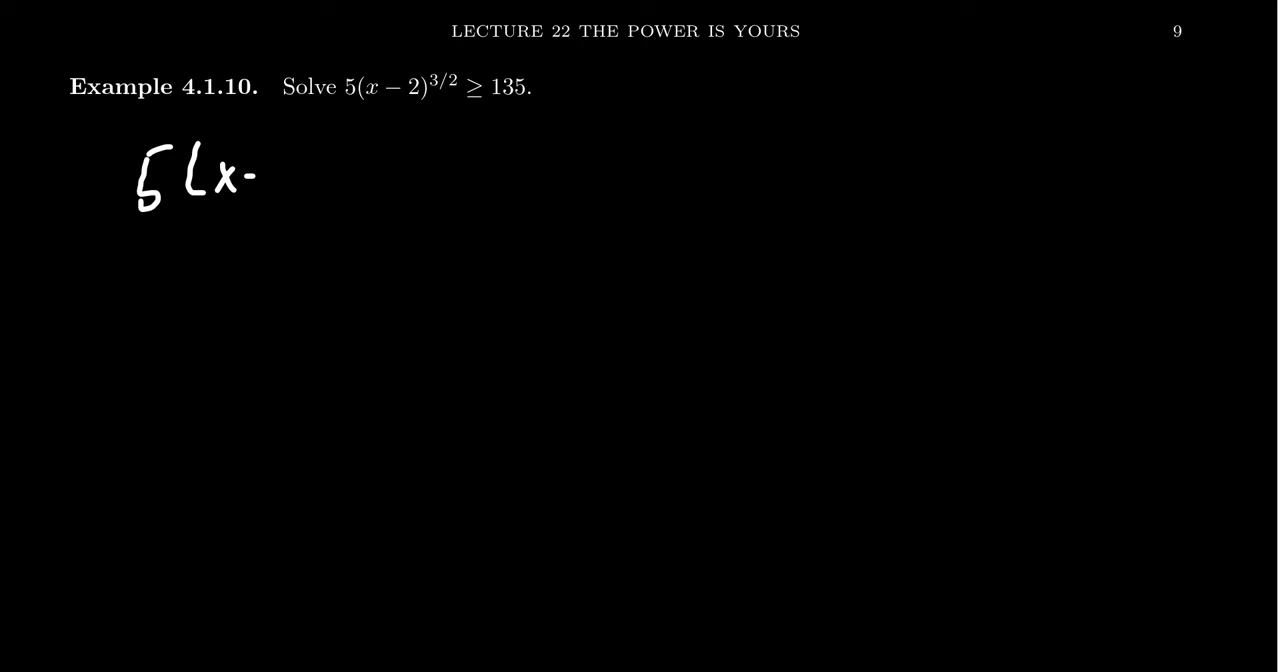 LECTURE 22 THE POWER IS YOURS 9
Example 4.1.10. Solve 5(x − 2)^{3/2} ≥ 135.
5(x-